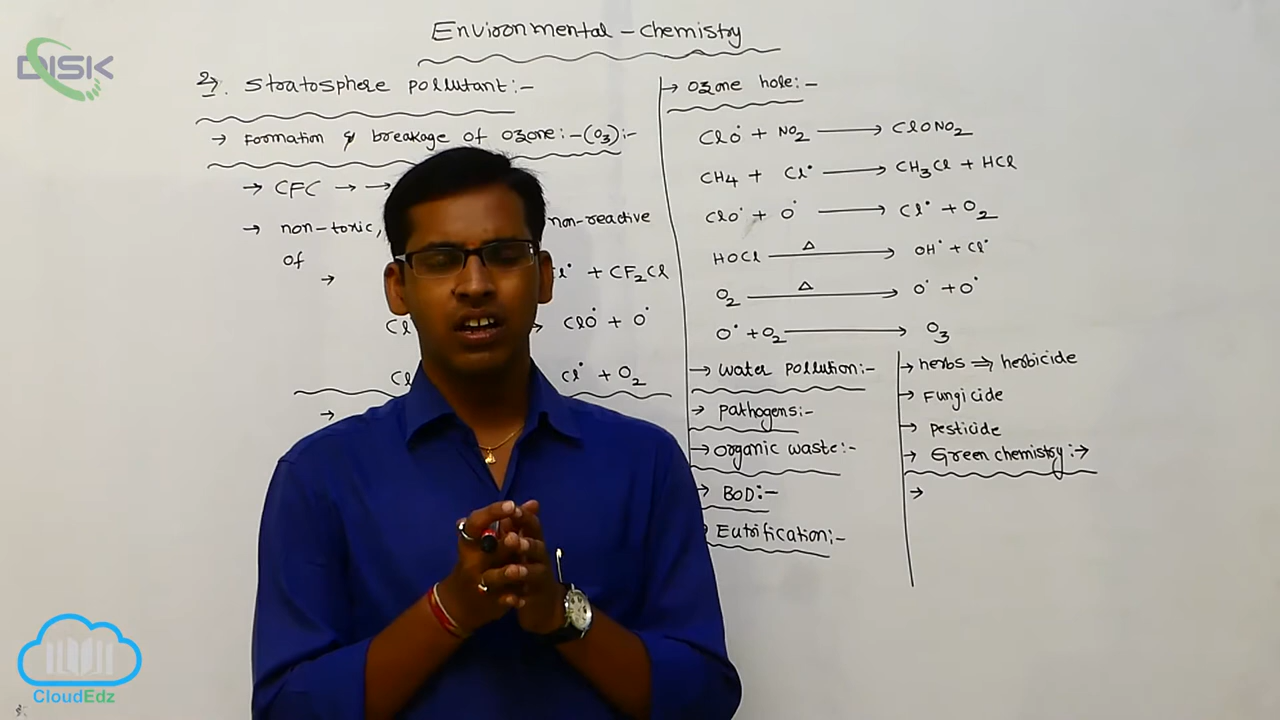 DISK
Environmental-chemistry
2). Stratosphere pollutant:-
→ Formation & breakage of ozone:-(O3):-
→ CFC → →
→ non-toxic, non-reactive
of
→ Cl• + CF2Cl
Cl → ClO• + O•
Cl Cl• + O2
→
→ Ozone hole:-
ClO• + NO2 ⟶ ClONO2
CH4 + Cl• ⟶ CH3Cl + HCl
ClO• + O• ⟶ Cl• + O2
HOCl —Δ→ OH• + Cl•
O2 —Δ→ O• + O•
O• + O2 ⟶ O3
→ Water pollution:-
→ Pathogens:-
→ Organic waste:-
→ BOD:-
→ Eutrification:-
→ herbs ⇒ herbicide
→ Fungicide
→ Pesticide
→ Green chemistry:→
→
CloudEdz